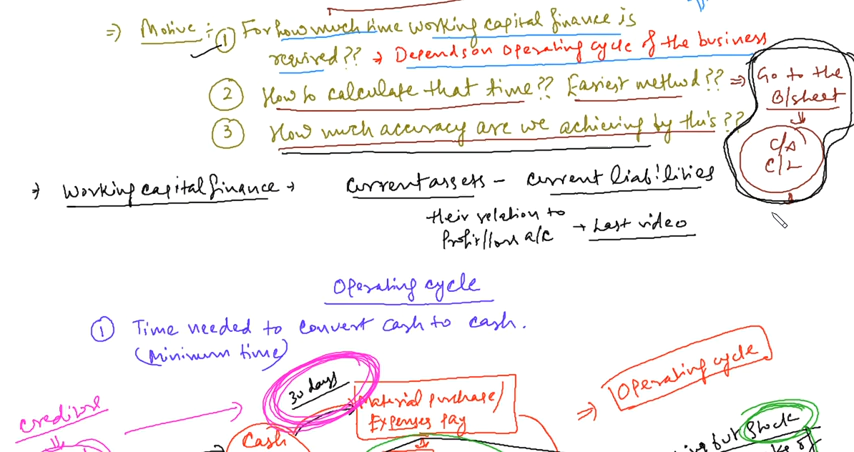 ⇒ Motive :- ① For how much time working capital finance is
required?? → Depends on operating cycle of the business
② How to calculate that time?? Easiest method?? ⇒ Go to the
B/sheet
③ How much accuracy are we achieving by this??
C/A
C/L
⇒ Working capital finance → Current assets - Current liabilities
their relation to
Profit/loss a/c → Last video
Operating cycle
① Time needed to convert cash to cash.
(Minimum time)
30 days
Material purchase/
Expenses pay
⇒ Operating cycle
Creditors
Cash
but Stock